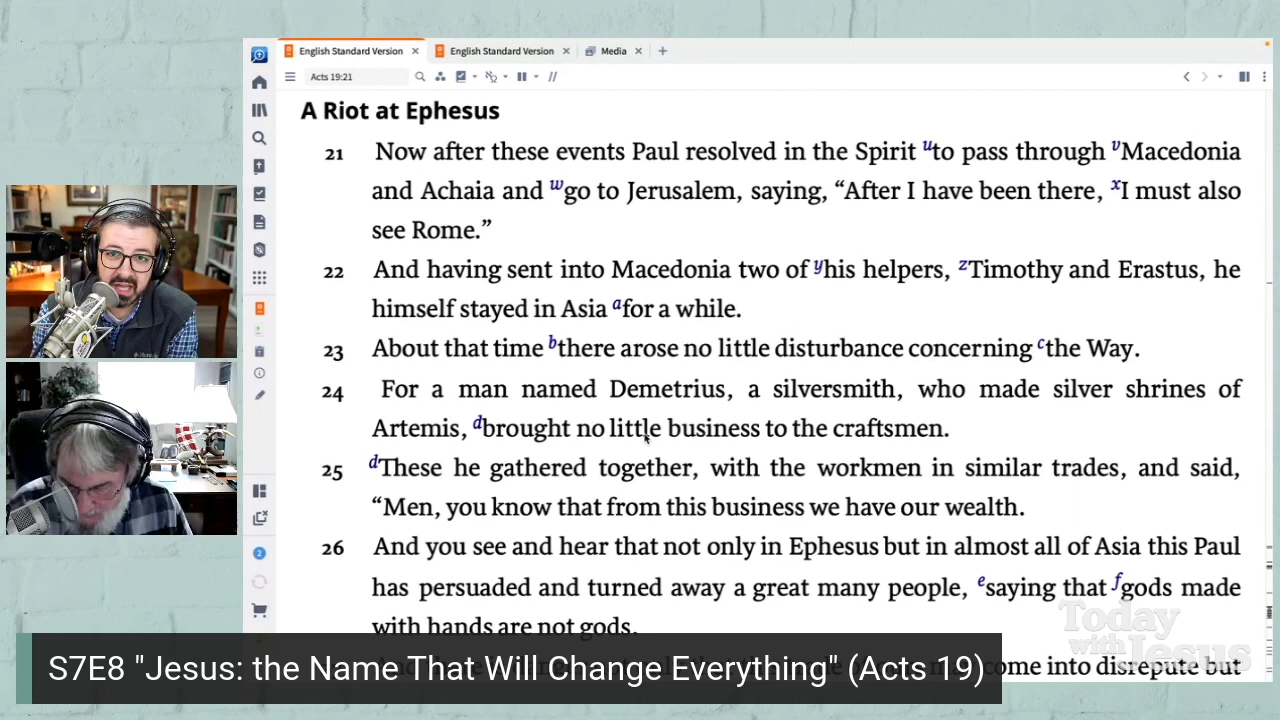 English Standard Version
English Standard Version
Media
Acts 19:21
A Riot at Ephesus
21 Now after these events Paul resolved in the Spirit uto pass through vMacedonia
and Achaia and wgo to Jerusalem, saying, “After I have been there, xI must also
see Rome.”
22 And having sent into Macedonia two of yhis helpers, zTimothy and Erastus, he
himself stayed in Asia afor a while.
23 About that time bthere arose no little disturbance concerning cthe Way.
24 For a man named Demetrius, a silversmith, who made silver shrines of
Artemis, dbrought no little business to the craftsmen.
25 dThese he gathered together, with the workmen in similar trades, and said,
“Men, you know that from this business we have our wealth.
26 And you see and hear that not only in Ephesus but in almost all of Asia this Paul
has persuaded and turned away a great many people, esaying that fgods made
with hands are not gods.
come into disrepute but
2
Today
with Jesus
S7E8 "Jesus: the Name That Will Change Everything" (Acts 19)